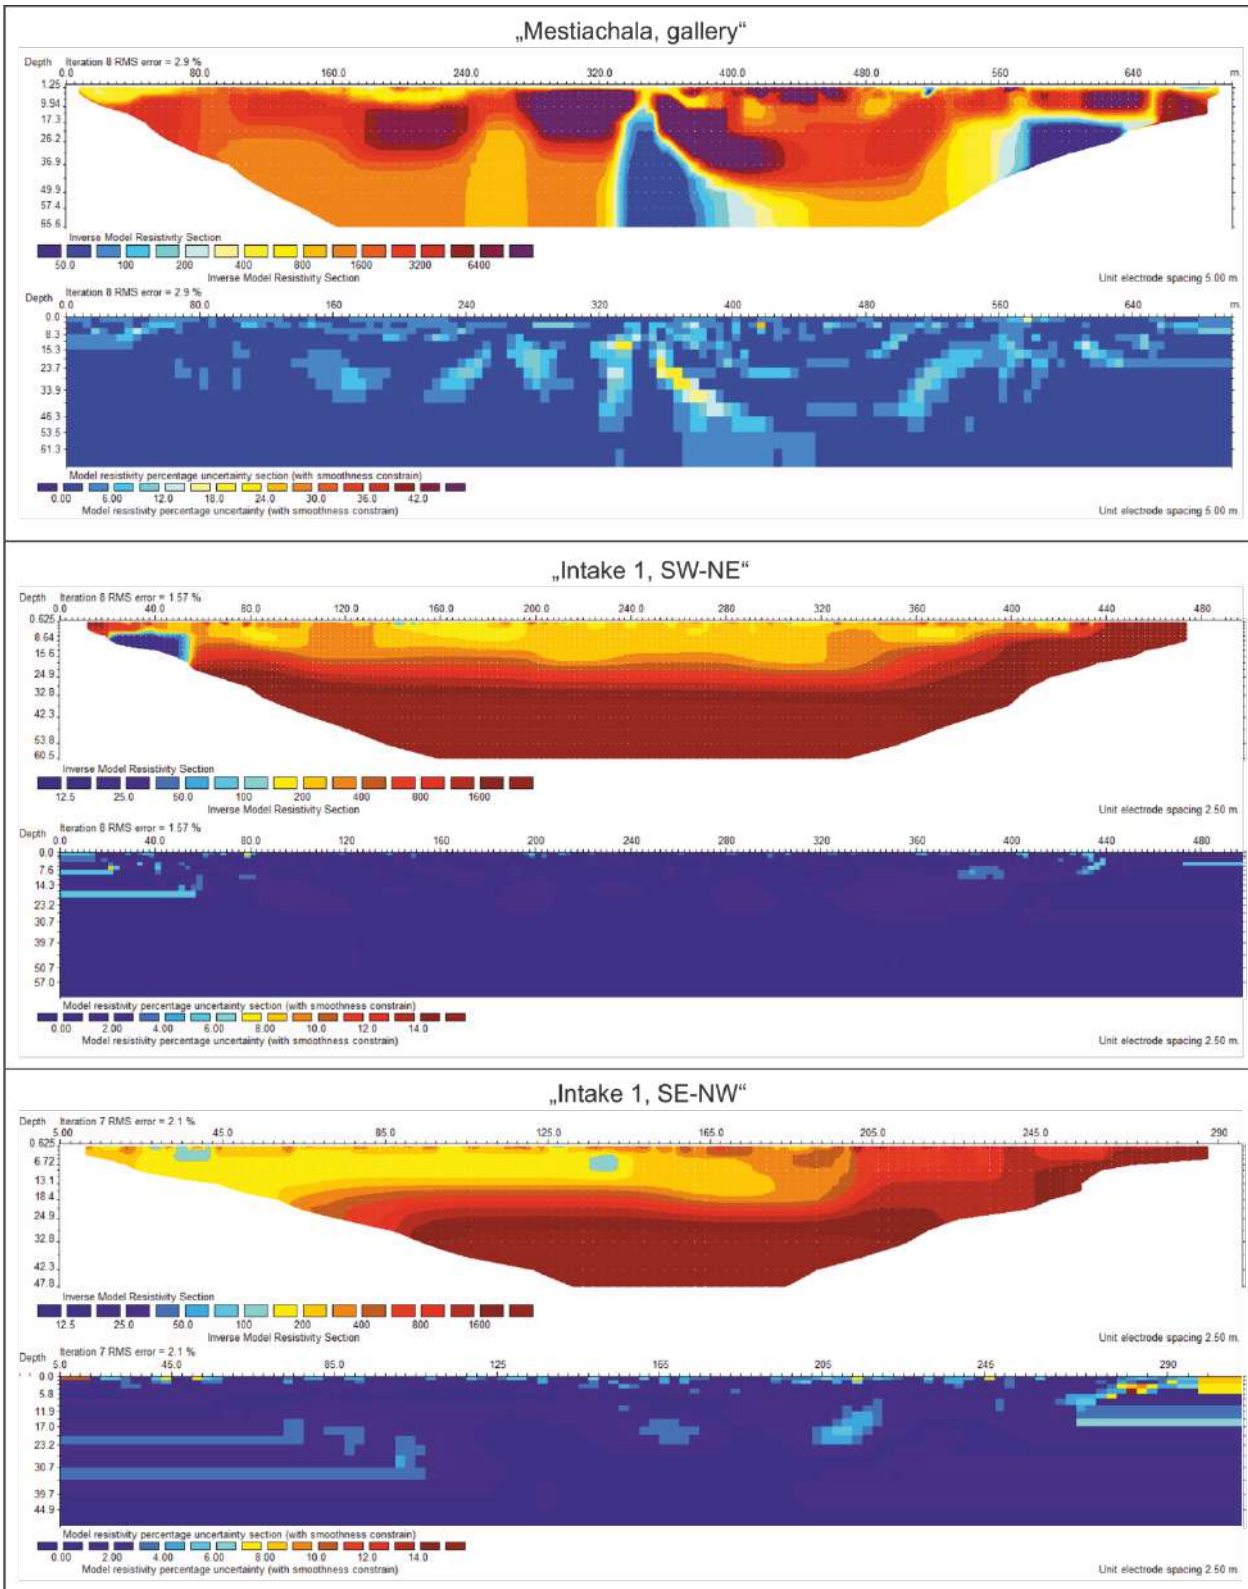 „Mestiachala, gallery“
Depth Iteration 8 RMS error = 2.9 %
0.0 80.0 160.0 240.0 320.0 400.0 480.0 560 640 m.
1.25
9.94
17.3
26.2
36.9
49.9
57.4
65.6
Inverse Model Resistivity Section
50.0 100 200 400 800 1600 3200 6400
Inverse Model Resistivity Section Unit electrode spacing 5.00 m.
Depth Iteration 8 RMS error = 2.9 %
0.0 80.0 160 240 320 400 480 560 640 m.
0.0
8.3
15.3
23.7
33.9
46.3
53.5
61.3
Model resistivity percentage uncertainty section (with smoothness constrain)
0.00 6.00 12.0 18.0 24.0 30.0 36.0 42.0
Model resistivity percentage uncertainty (with smoothness constrain) Unit electrode spacing 5.00 m.
„Intake 1, SW-NE“
Depth Iteration 8 RMS error = 1.57 %
0.0 40.0 80.0 120.0 160.0 200.0 240.0 280.0 320 360 400 440 480
0.625
8.64
15.6
24.9
32.8
42.3
53.8
60.5
Inverse Model Resistivity Section
12.5 25.0 50.0 100 200 400 800 1600
Inverse Model Resistivity Section Unit electrode spacing 2.50 m.
Depth Iteration 8 RMS error = 1.57 %
0.0 40.0 80.0 120 160 200 240 280 320 360 400 440 480
0.0
7.6
14.3
23.2
30.7
39.7
50.7
57.0
Model resistivity percentage uncertainty section (with smoothness constrain)
0.00 2.00 4.00 6.00 8.00 10.0 12.0 14.0
Model resistivity percentage uncertainty (with smoothness constrain) Unit electrode spacing 2.50 m.
„Intake 1, SE-NW“
Depth Iteration 7 RMS error = 2.1 %
5.00 45.0 85.0 125.0 165.0 205.0 245.0 290
0.625
6.72
13.1
18.4
24.9
32.8
42.3
47.8
Inverse Model Resistivity Section
12.5 25.0 50.0 100 200 400 800 1600
Inverse Model Resistivity Section Unit electrode spacing 2.50 m.
Depth Iteration 7 RMS error = 2.1 %
5.0 45.0 85.0 125 165 205 245 290
0.0
5.8
11.9
17.0
23.2
30.7
39.7
44.9
Model resistivity percentage uncertainty section (with smoothness constrain)
0.00 2.00 4.00 6.00 8.00 10.0 12.0 14.0
Model resistivity percentage uncertainty (with smoothness constrain) Unit electrode spacing 2.50 m.